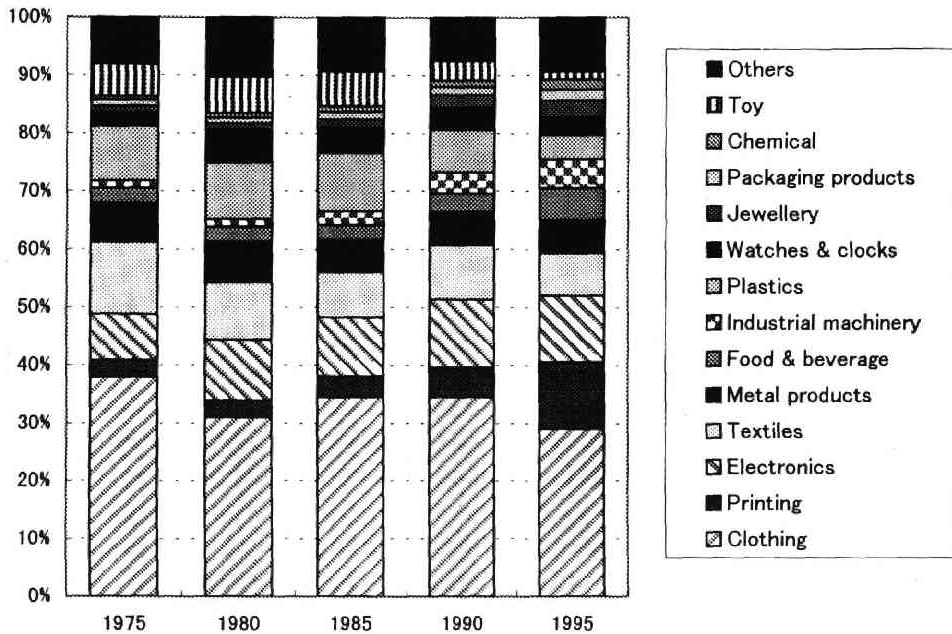 100%
90%
80%
70%
60%
50%
40%
30%
20%
10%
0%
1975 1980 1985 1990 1995
Others
Toy
Chemical
Packaging products
Jewellery
Watches & clocks
Plastics
Industrial machinery
Food & beverage
Metal products
Textiles
Electronics
Printing
Clothing